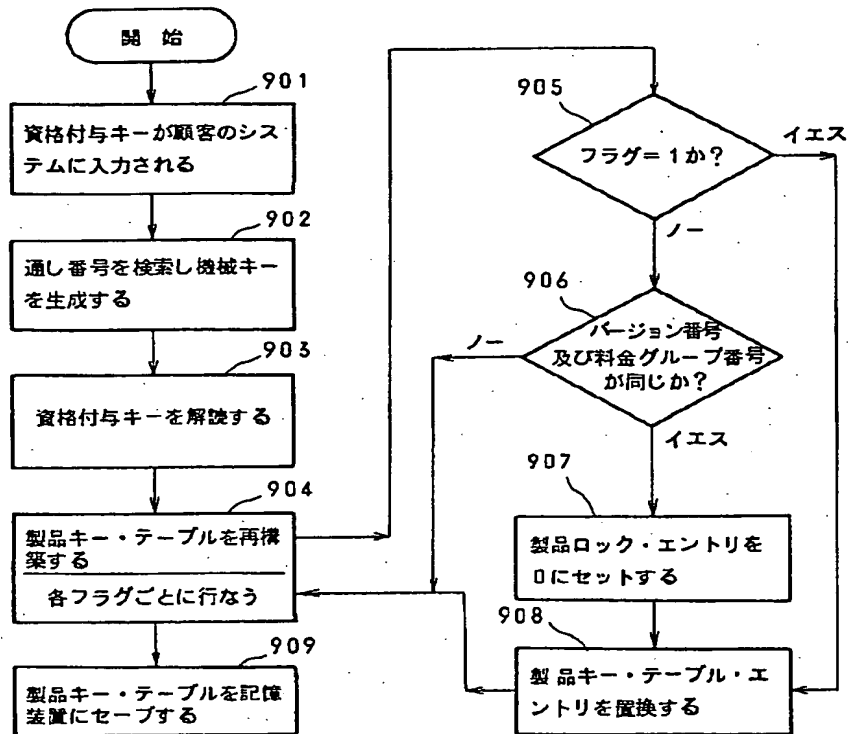 開 始
901
資格付与キーが顧客のシス
テムに入力される
902
通し番号を検索し機械キー
を生成する
903
資格付与キーを解読する
904
製品キー・テーブルを再構
築する
各フラグごとに行なう
909
製品キー・テーブルを記憶
装置にセーブする
905
フラグ=1か?
イエス
ノー
906
バージョン番号
及び料金グループ番号
が同じか?
ノー
イエス
907
製品ロック・エントリを
0にセットする
908
製品キー・テーブル・エ
ントリを置換する